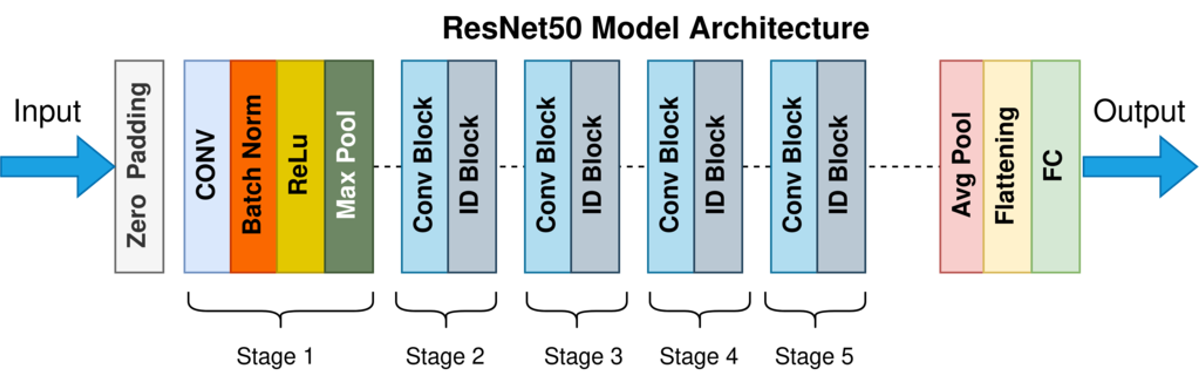 ResNet50 Model Architecture
Input
Zero Padding
CONV
Batch Norm
ReLu
Max Pool
Conv Block
ID Block
Conv Block
ID Block
Conv Block
ID Block
Conv Block
ID Block
Avg Pool
Flattening
FC
Output
Stage 1
Stage 2
Stage 3
Stage 4
Stage 5